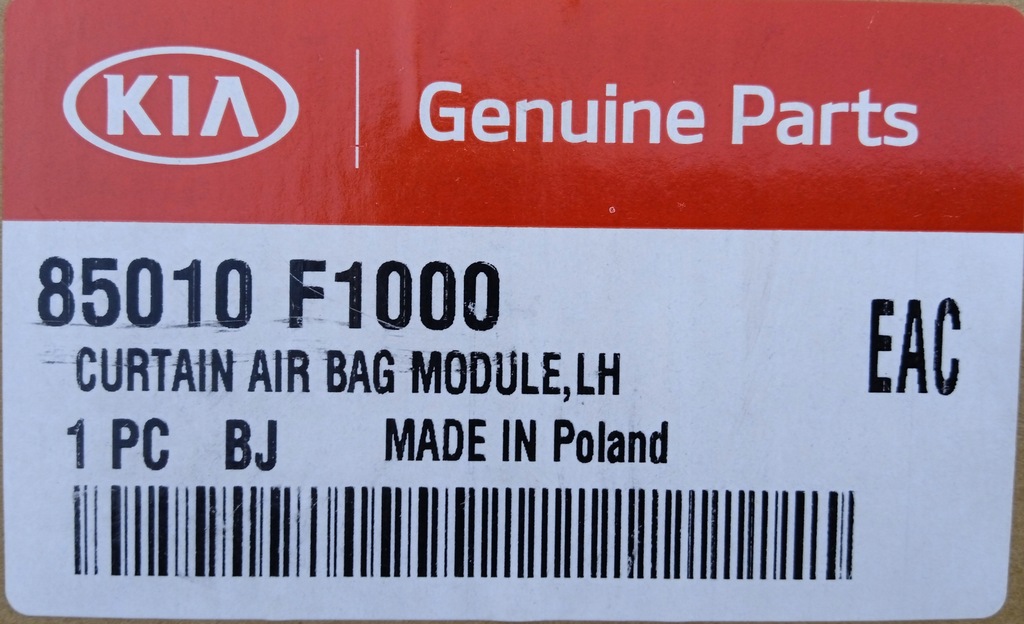 KIA Genuine Parts
85010 F1000
CURTAIN AIR BAG MODULE,LH
EAC
1 PC BJ MADE IN Poland